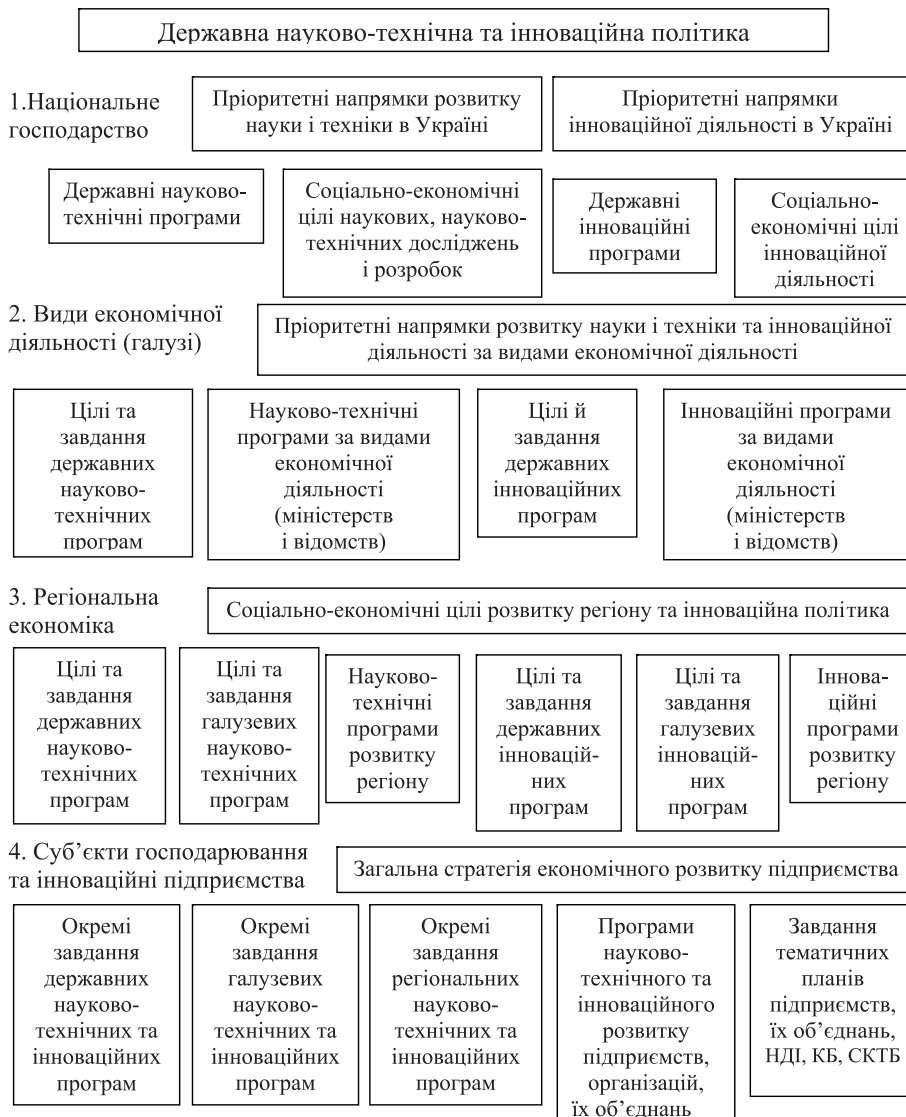 Державна науково-технічна та інноваційна політика
1.Національне
господарство
Пріоритетні напрямки розвитку
науки і техніки в Україні
Пріоритетні напрямки
інноваційної діяльності в Україні
Державні науково-
технічні програми
Соціально-економічні
цілі наукових, науково-
технічних досліджень
і розробок
Державні
інноваційні
програми
Соціально-
економічні цілі
інноваційної
діяльності
2. Види економічної
діяльності (галузі)
Пріоритетні напрямки розвитку науки і техніки та інноваційної
діяльності за видами економічної діяльності
Цілі та
завдання
державних
науково-
технічних
програм
Науково-технічні
програми за видами
економічної
діяльності
(міністерств
і відомств)
Цілі й
завдання
державних
інноваційних
програм
Інноваційні програми
за видами
економічної
діяльності
(міністерств
і відомств)
3. Регіональна
економіка
Соціально-економічні цілі розвитку регіону та інноваційна політика
Цілі та
завдання
державних
науково-
технічних
програм
Цілі та
завдання
галузевих
науково-
технічних
програм
Науково-
технічні
програми
розвитку
регіону
Цілі та
завдання
державних
інновацій-
них
програм
Цілі та
завдання
галузевих
інновацій-
них
програм
Іннова-
ційні
програми
розвитку
регіону
4. Суб’єкти господарювання
та інноваційні підприємства
Загальна стратегія економічного розвитку підприємства
Окремі
завдання
державних
науково-
технічних та
інноваційних
програм
Окремі
завдання
галузевих
науково-
технічних та
інноваційних
програм
Окремі
завдання
регіональних
науково-
технічних та
інноваційних
програм
Програми
науково-
технічного та
інноваційного
розвитку
підприємств,
організацій,
їх об’єднань
Завдання
тематичних
планів
підприємств,
їх об’єднань,
НДІ, КБ, СКТБ